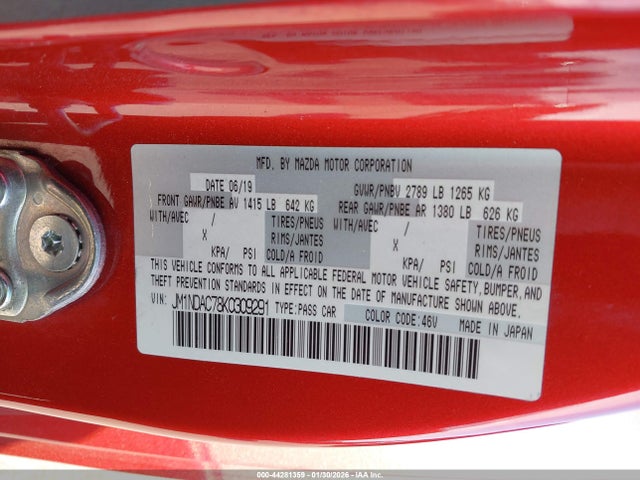 MFD. BY MAZDA MOTOR CORPORATION
DATE 06/19 GVWR/PNBV 2789 LB 1265 KG
FRONT GAWR/PNBE AV 1415 LB 642 KG REAR GAWR/PNBE AR 1380 LB 626 KG
WITH/AVEC / TIRES/PNEUS WITH/AVEC / TIRES/PNEUS
X RIMS/JANTES X RIMS/JANTES
KPA/ PSI COLD/A FROID KPA/ PSI COLD/A FROID
THIS VEHICLE CONFORMS TO ALL APPLICABLE FEDERAL MOTOR VEHICLE SAFETY, BUMPER, AND
THEFT PREVENTION STANDARDS IN EFFECT ON THE DATE OF MANUFACTURE SHOWN ABOVE.
VIN: JM1NDAC78K0309291 TYPE:PASS CAR COLOR CODE:46V MADE IN JAPAN
000-44281359 - 01/30/2026 - IAAI Inc.